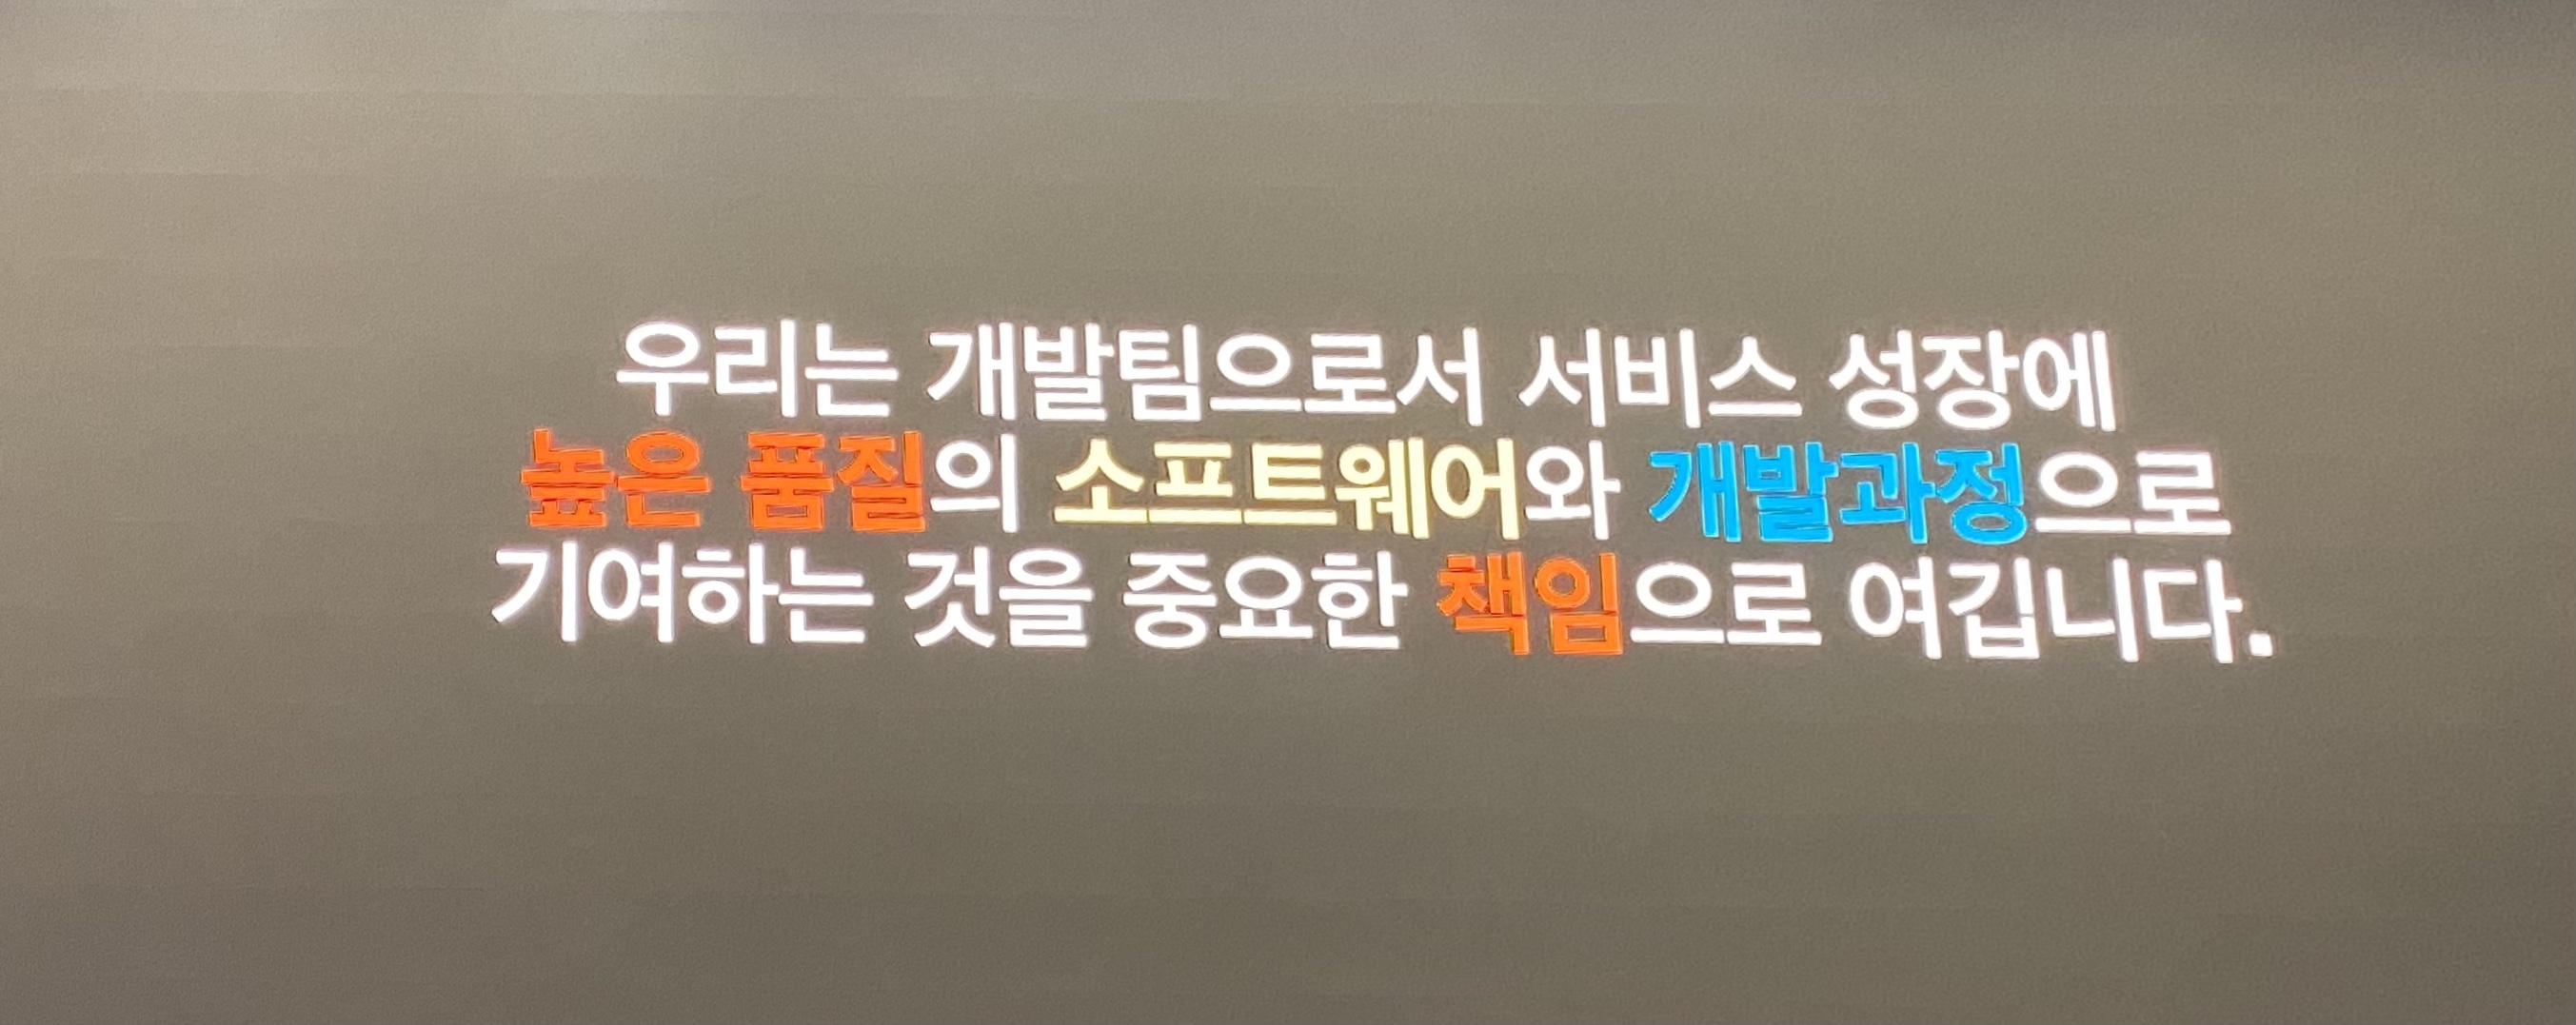 우리는 개발팀으로서 서비스 성장에
높은 품질의 소프트웨어와 개발과정으로
기여하는 것을 중요한 책임으로 여깁니다.